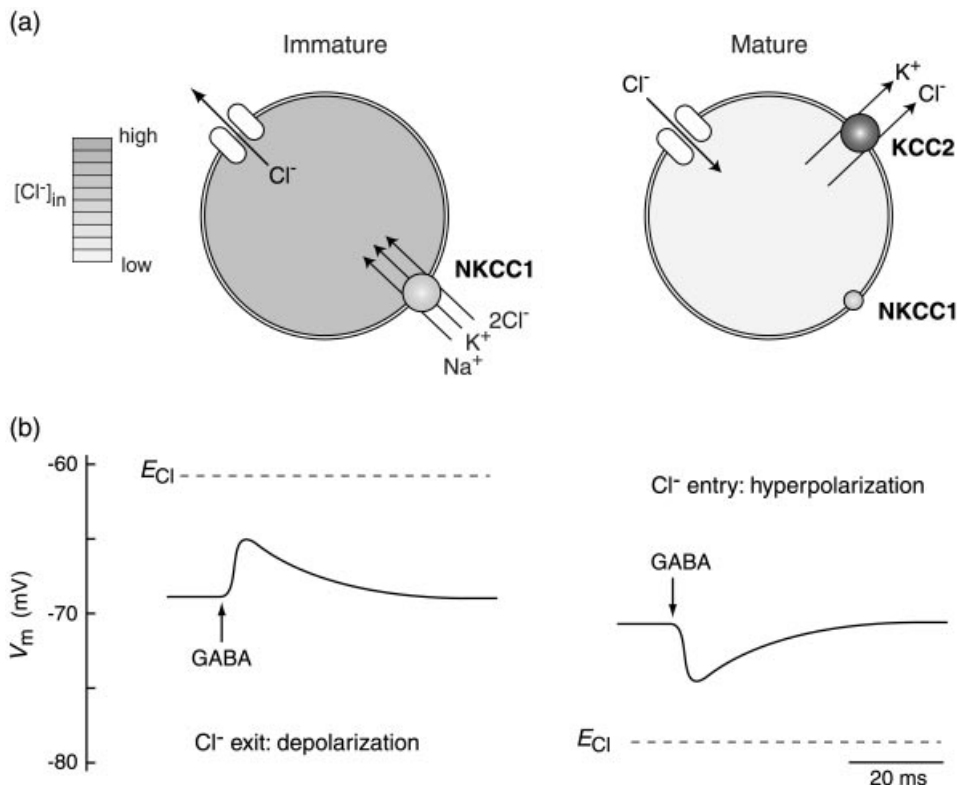 (a)
Immature
Mature
high
[Cl⁻]in
low
Cl⁻
NKCC1
2Cl⁻
K⁺
Na⁺
Cl⁻
K⁺
Cl⁻
KCC2
NKCC1
(b)
Vm (mV)
-60
-70
-80
ECl
GABA
Cl⁻ exit: depolarization
Cl⁻ entry: hyperpolarization
GABA
ECl
20 ms